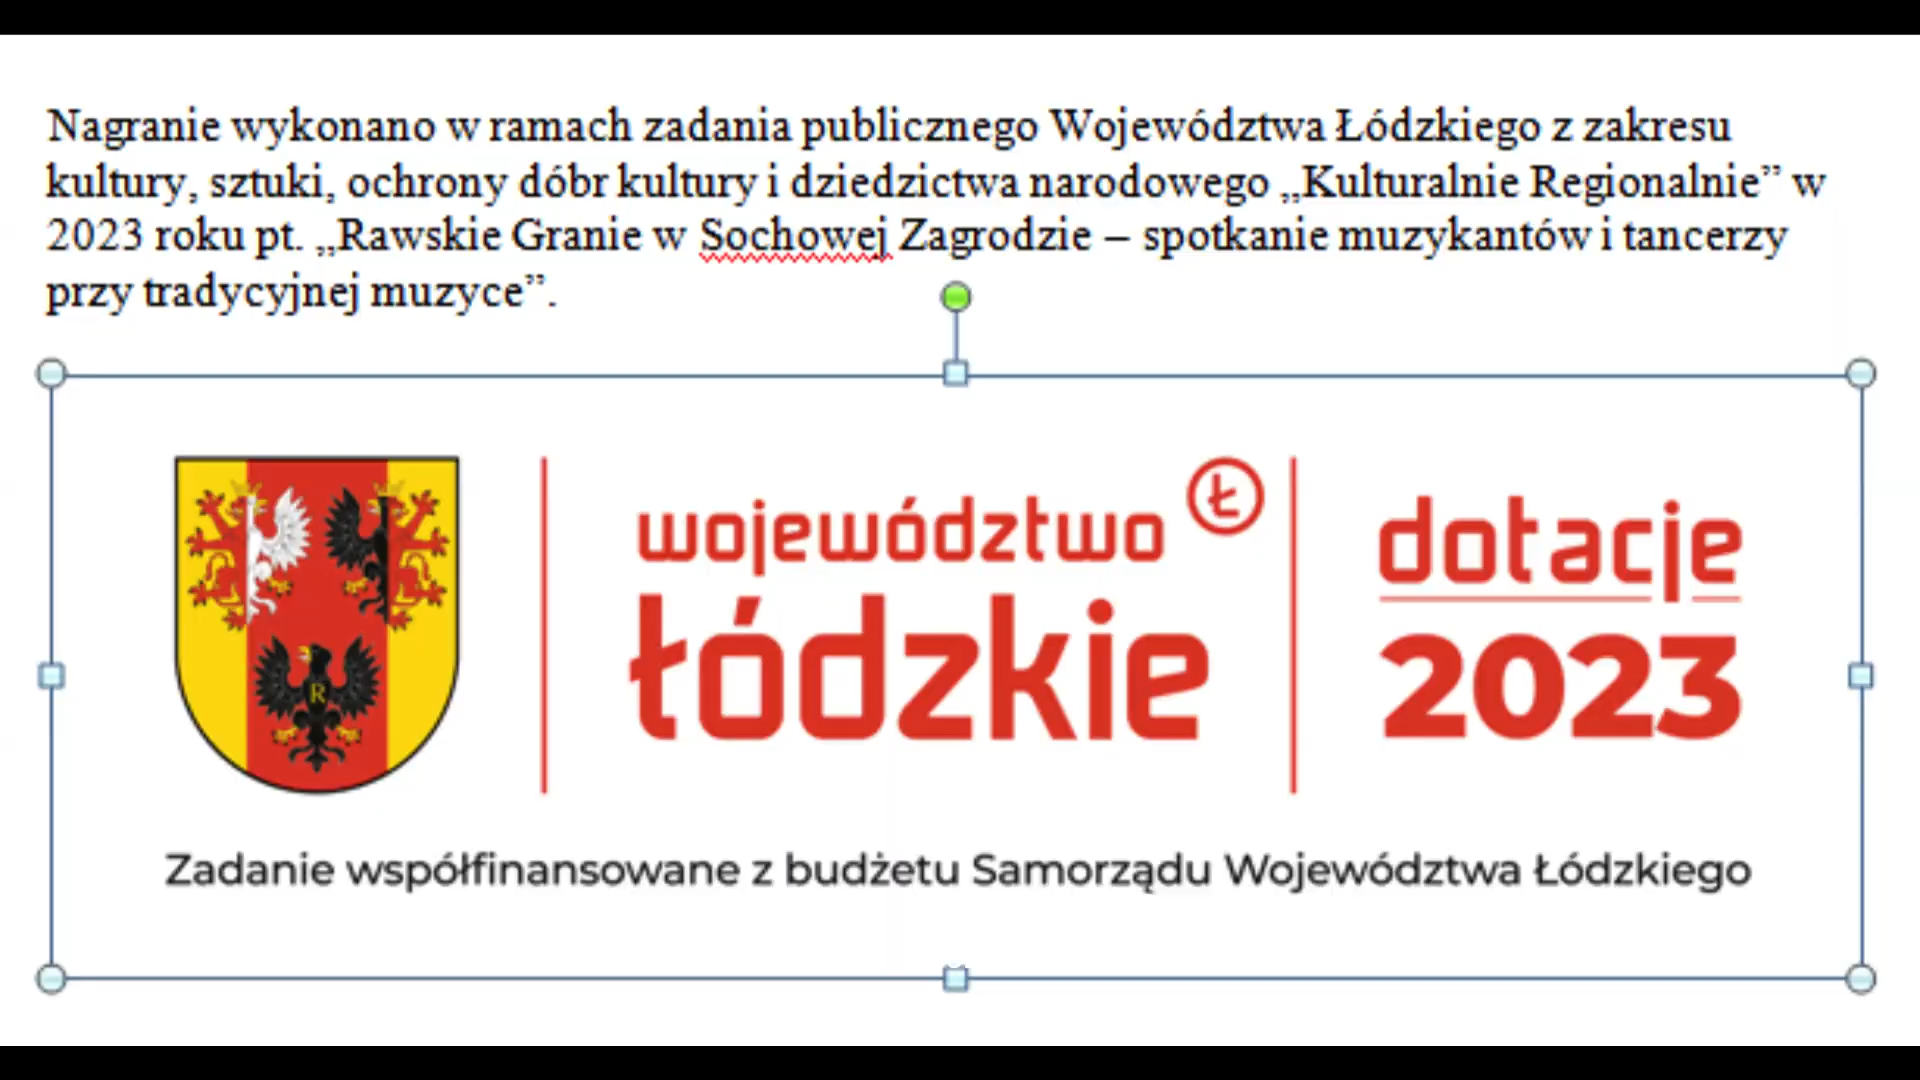 Nagranie wykonano w ramach zadania publicznego Województwa Łódzkiego z zakresu
kultury, sztuki, ochrony dóbr kultury i dziedzictwa narodowego „Kulturalnie Regionalnie” w
2023 roku pt. „Rawskie Granie w Sochowej Zagrodzie – spotkanie muzykantów i tancerzy
przy tradycyjnej muzyce”.
R
województwo Ł
łódzkie
dotacje
2023
Zadanie współfinansowane z budżetu Samorządu Województwa Łódzkiego